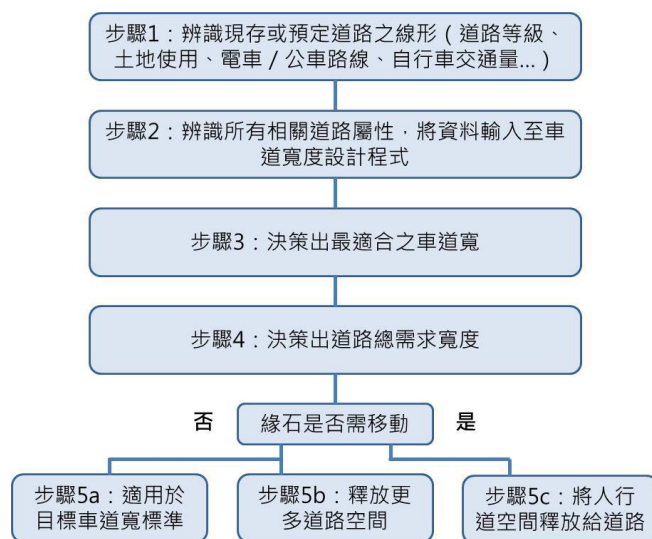 步驟1：辨識現存或預定道路之線形（道路等級、
土地使用、電車／公車路線、自行車交通量…）
步驟2：辨識所有相關道路屬性，將資料輸入至車
道寬度設計程式
步驟3：決策出最適合之車道寬
步驟4：決策出道路總需求寬度
否
緣石是否需移動
是
步驟5a：適用於
目標車道寬標準
步驟5b：釋放更
多道路空間
步驟5c：將人行
道空間釋放給道路